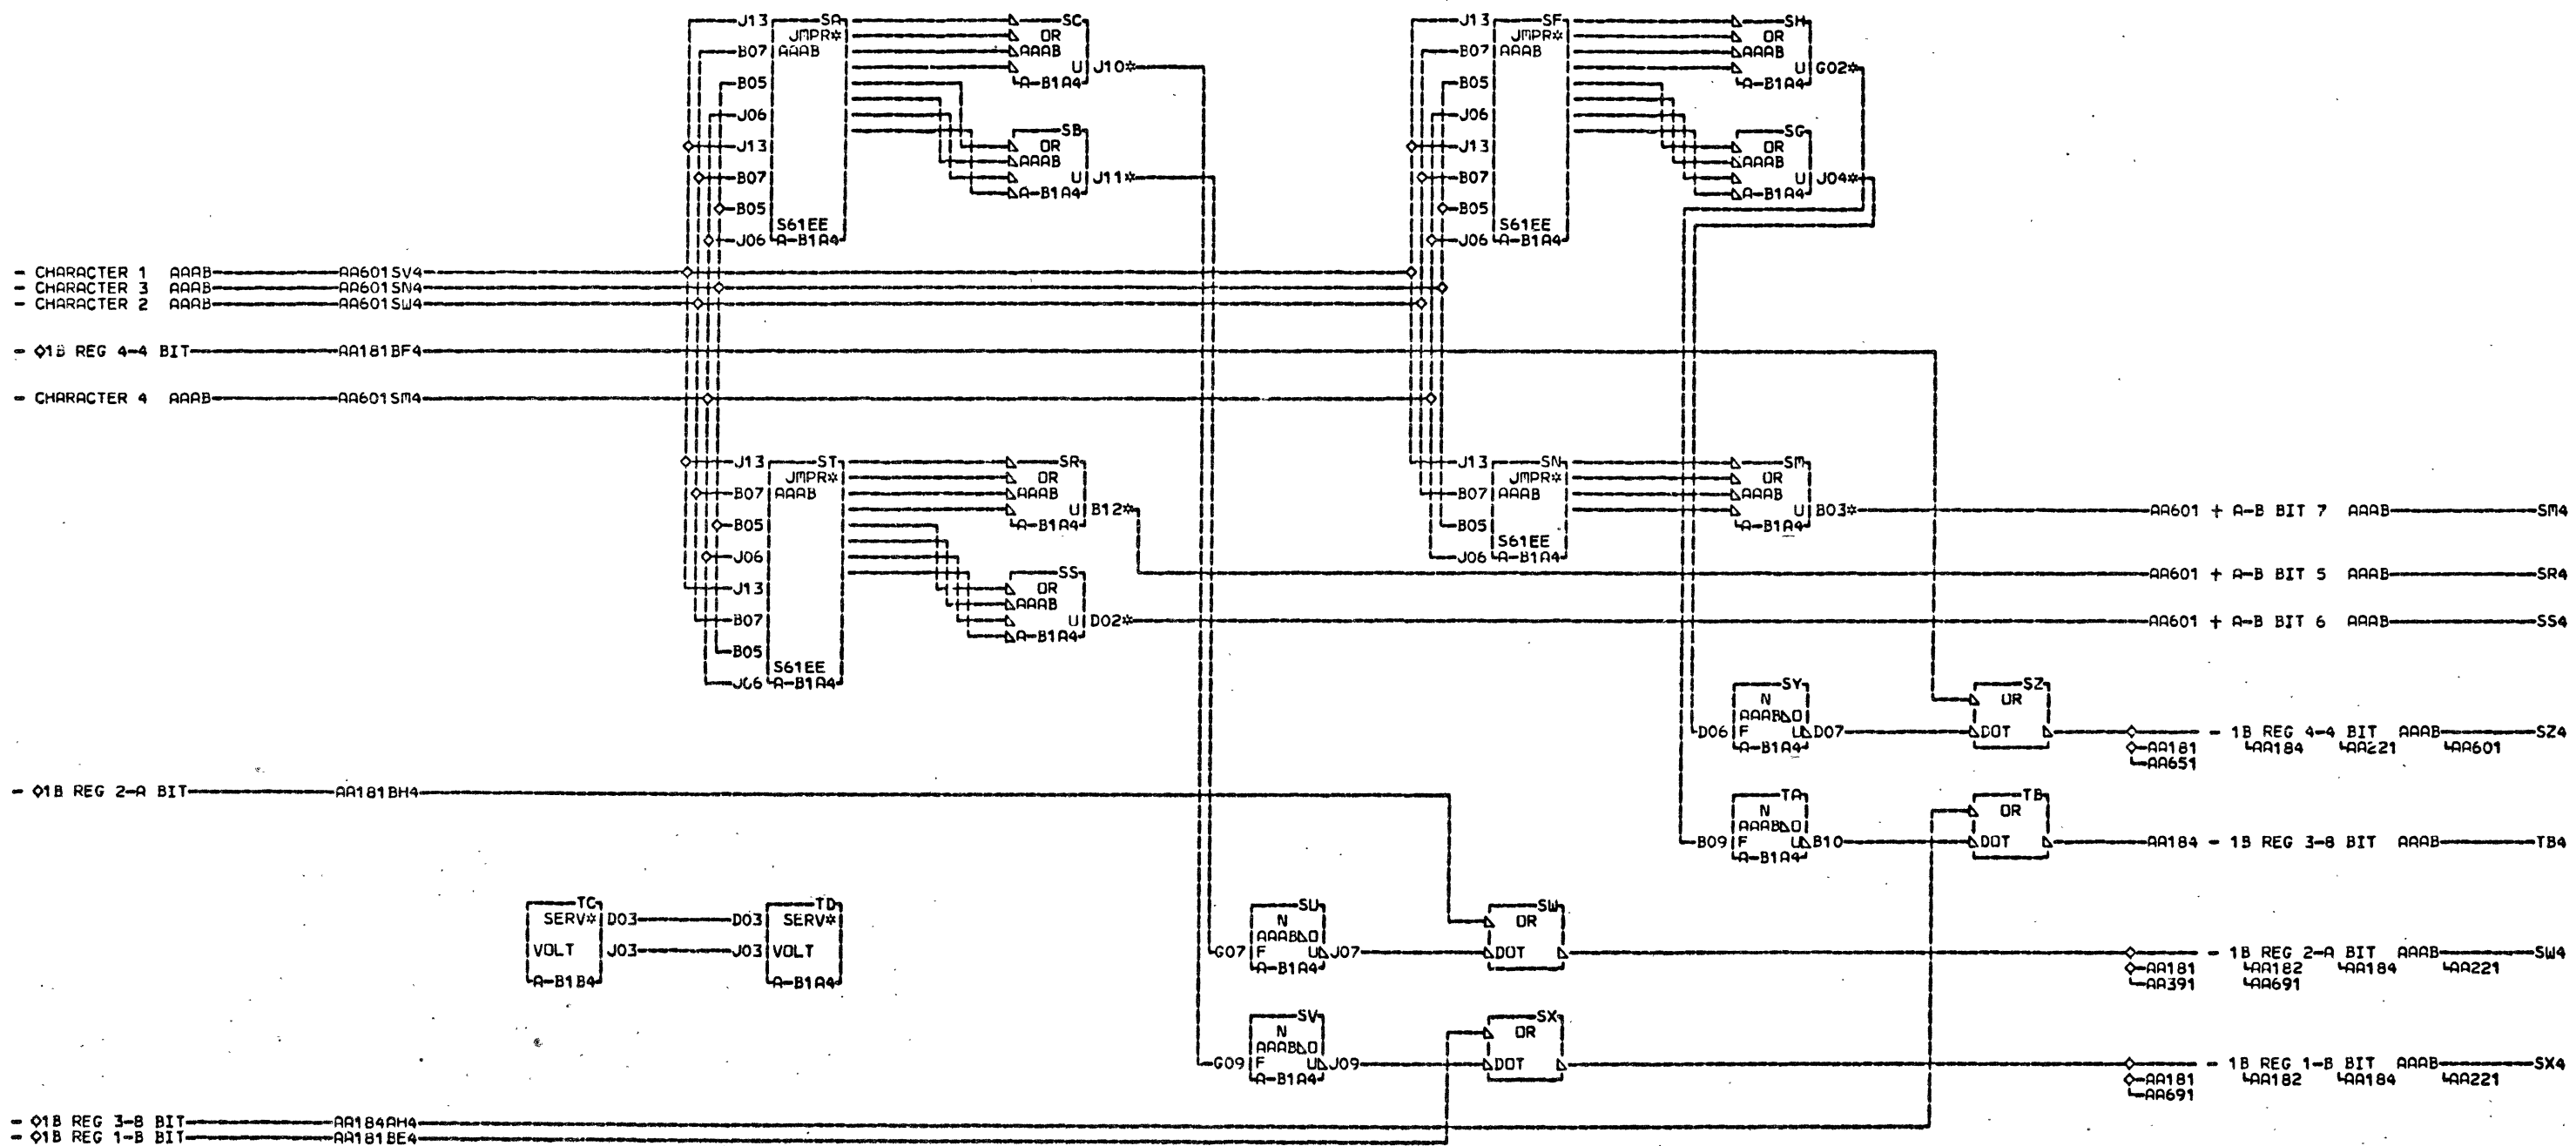 J13 SA SC J13 SF SH
JMPR* OR JMPR* OR
B07 AAAB AAAB B07 AAAB AAAB
U J10* U G02*
B05 A-B1A4 B05 A-B1A4
J06 J06
SB SG
J13 OR J13 OR
AAAB AAAB
B07 U J11* B07 U J04*
A-B1A4 A-B1A4
B05 B05
S61EE S61EE
J06 A-B1A4 J06 A-B1A4
- CHARACTER 1 AAAB AA601SV4
- CHARACTER 3 AAAB AA601SN4
- CHARACTER 2 AAAB AA601SW4
- ◇1B REG 4-4 BIT AA181BF4
- CHARACTER 4 AAAB AA601SM4
J13 ST SR J13 SN SM
JMPR* OR JMPR* OR
B07 AAAB AAAB B07 AAAB AAAB
U B12* U B03* AA601 + A-B BIT 7 AAAB SM4
B05 A-B1A4 B05 A-B1A4
S61EE
J06 J06 A-B1A4
SS AA601 + A-B BIT 5 AAAB SR4
J13 OR
AAAB
B07 U D02* AA601 + A-B BIT 6 AAAB SS4
A-B1A4
B05
S61EE
J06 A-B1A4
SY SZ
N OR
AAAB O
D06 F U D07 DOT - 1B REG 4-4 BIT AAAB SZ4
A-B1A4 AA181 AA184 AA221 AA601
AA651
- ◇1B REG 2-A BIT AA181BH4
TA TB
N OR
AAAB O
B09 F U B10 DOT AA184 - 1B REG 3-8 BIT AAAB TB4
A-B1A4
TC TD SU SW
SERV* D03 D03 SERV* N OR
AAAB O
VOLT J03 J03 VOLT G07 F U J07 DOT - 1B REG 2-A BIT AAAB SW4
A-B1A4 AA181 AA182 AA184 AA221
A-B1B4 A-B1A4 AA391 AA691
SV SX
N OR
AAAB O
G09 F U J09 DOT - 1B REG 1-B BIT AAAB SX4
A-B1A4 AA181 AA182 AA184 AA221
AA691
- ◇1B REG 3-8 BIT AA184AH4
- ◇1B REG 1-B BIT AA181BE4